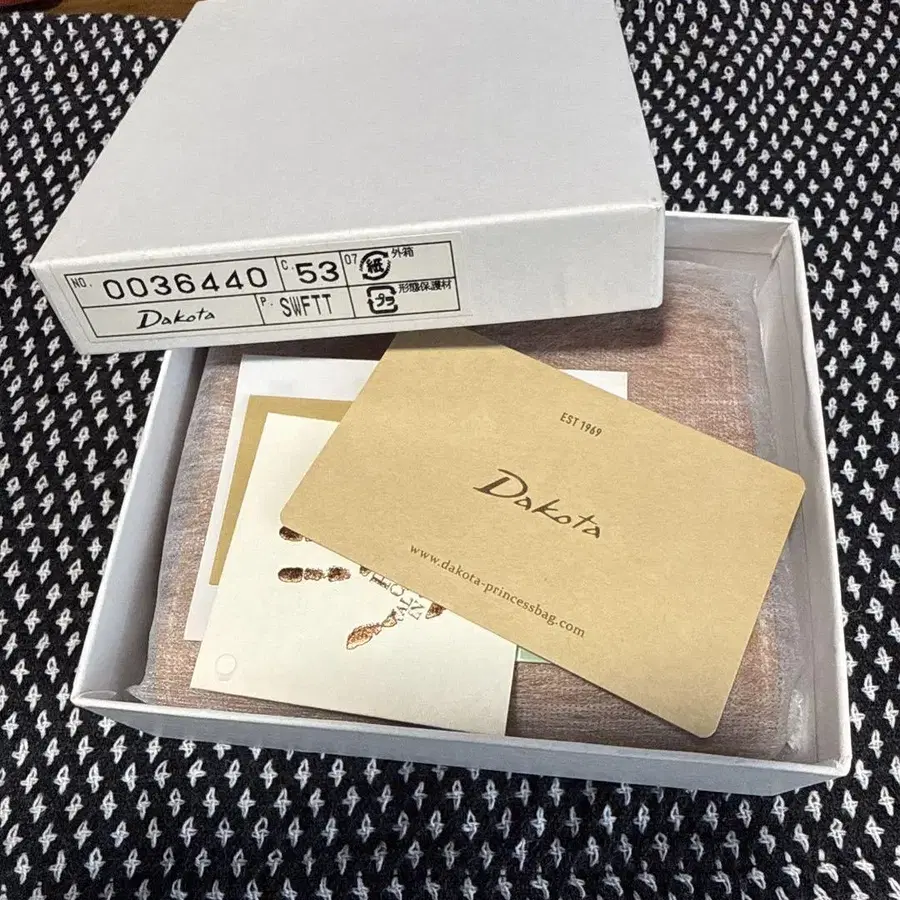 NO. 0036440 C. 53 07 紙 外箱
Dakota P. SWFTT プラ 形態保護材
EST 1969
Dakota
www.dakota-princessbag.com